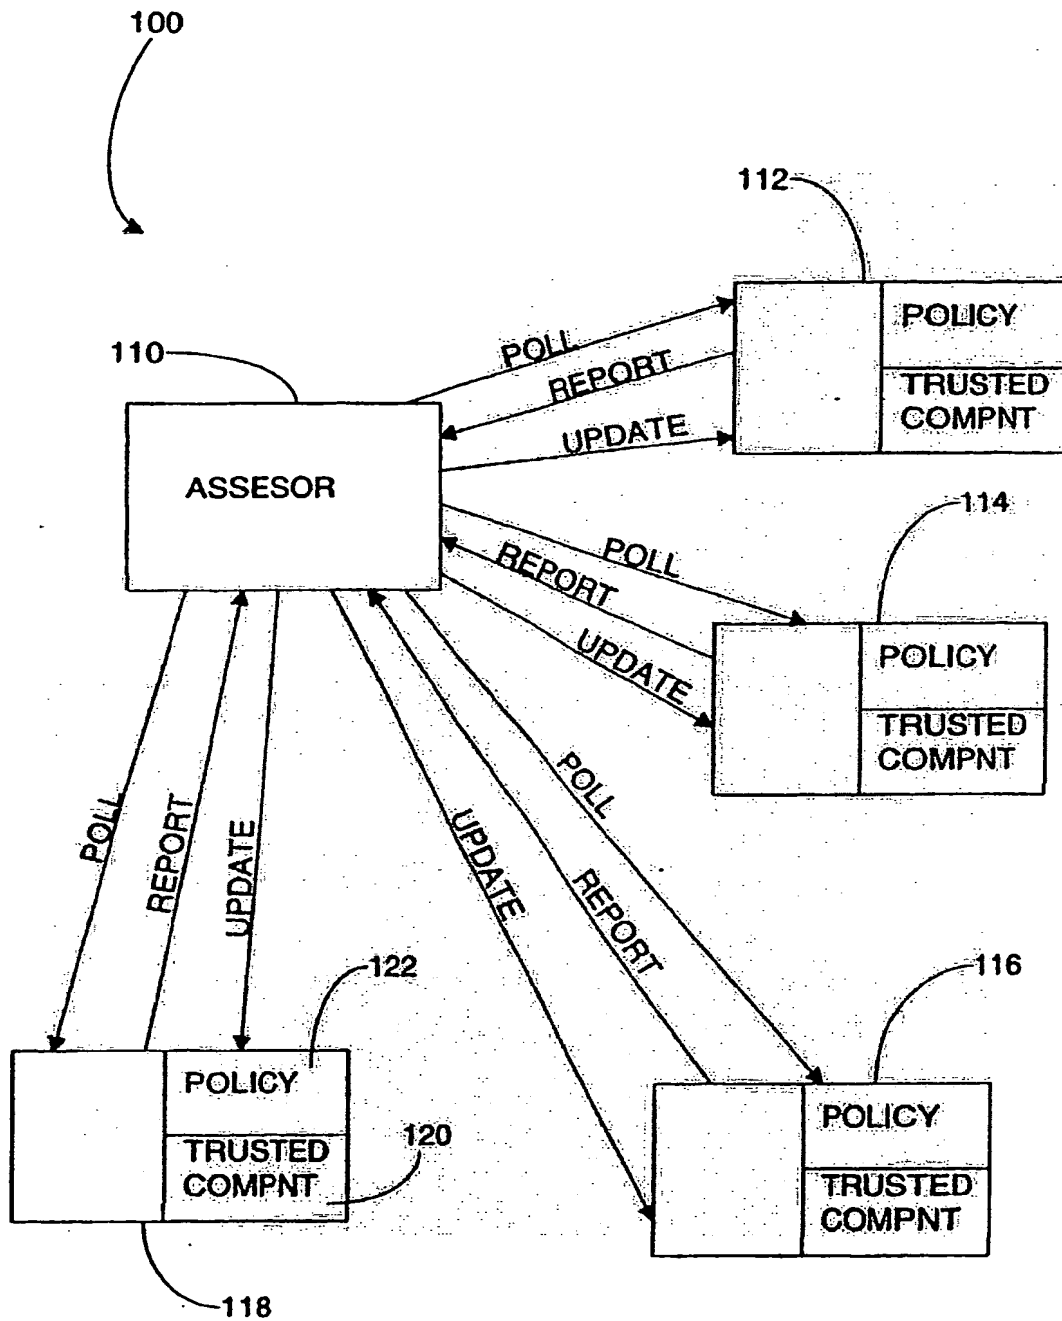 100
112
POLICY
TRUSTED
COMPNT
110
POLL
REPORT
UPDATE
ASSESOR
114
POLL
REPORT
UPDATE
POLICY
TRUSTED
COMPNT
POLL
REPORT
UPDATE
UPDATE
REPORT
POLL
122
POLICY
TRUSTED
COMPNT
120
118
116
POLICY
TRUSTED
COMPNT